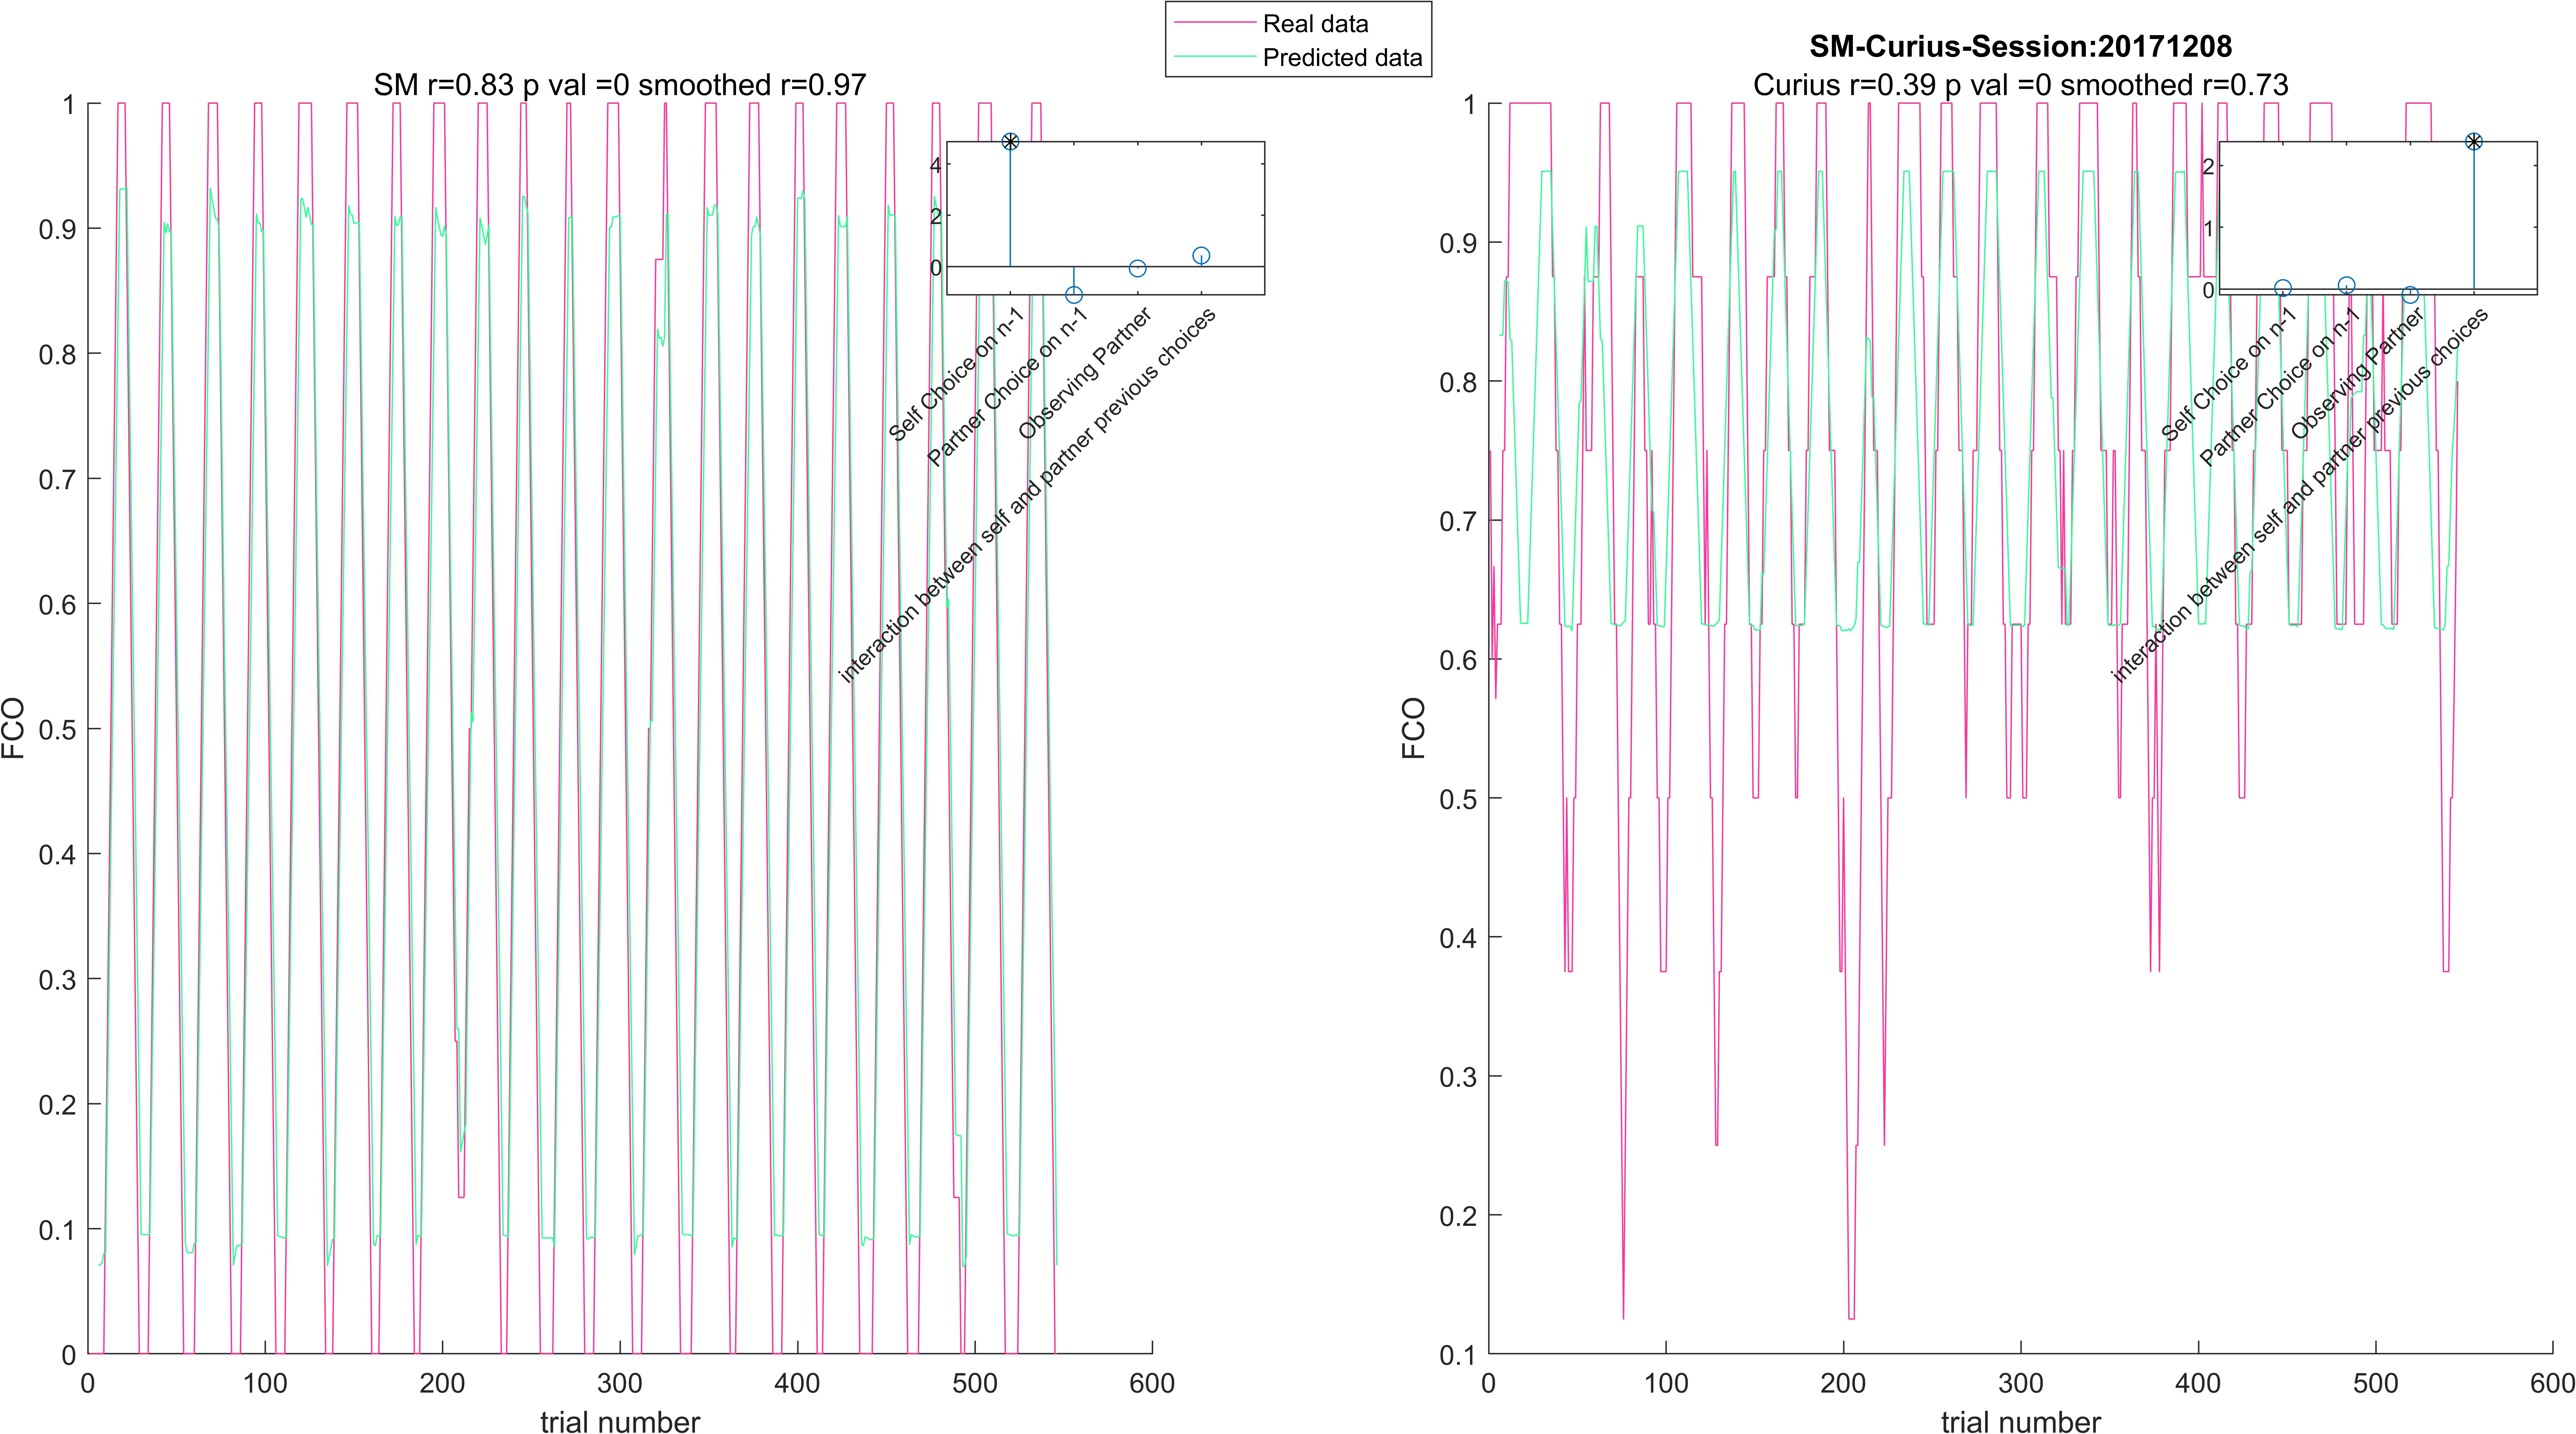 Real data
Predicted data
SM r=0.83 p val =0 smoothed r=0.97
1
0.9
0.8
0.7
0.6
0.5
0.4
0.3
0.2
0.1
0
FCO
0
100
200
300
400
500
600
trial number
4
2
0
Self Choice on n-1
Partner Choice on n-1
Observing Partner
interaction between self and partner previous choices
SM-Curius-Session:20171208
Curius r=0.39 p val =0 smoothed r=0.73
1
0.9
0.8
0.7
0.6
0.5
0.4
0.3
0.2
0.1
FCO
0
100
200
300
400
500
600
trial number
2
1
0
Self Choice on n-1
Partner Choice on n-1
Observing Partner
interaction between self and partner previous choices